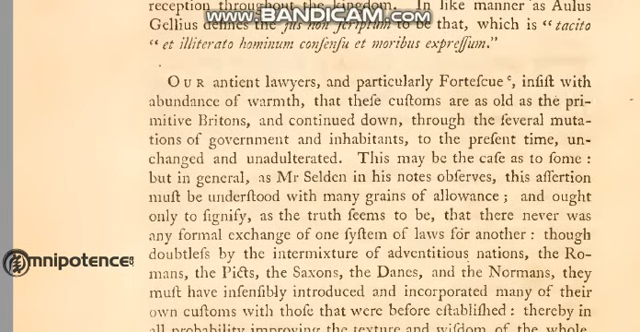 reception throughout the kingdom. In like manner as Aulus
www.BANDICAM.com
Gellius defines the jus non ſcriptum to be that, which is “tacito
“ et illiterato hominum conſenſu et moribus expreſſum.”
OUR antient lawyers, and particularly Forteſcue c, inſiſt with
abundance of warmth, that theſe cuſtoms are as old as the pri-
mitive Britons, and continued down, through the ſeveral muta-
tions of government and inhabitants, to the preſent time, un-
changed and unadulterated. This may be the caſe as to ſome :
but in general, as Mr Selden in his notes obſerves, this aſſertion
muſt be underſtood with many grains of allowance ; and ought
only to ſignify, as the truth ſeems to be, that there never was
any formal exchange of one ſyſtem of laws for another : though
doubtleſs by the intermixture of adventitious nations, the Ro-
mans, the Picts, the Saxons, the Danes, and the Normans, they
muſt have inſenſibly introduced and incorporated many of their
own cuſtoms with thoſe that were before eſtabliſhed : thereby in
all probability improving the texture and wiſdom of the whole,
mnipotence